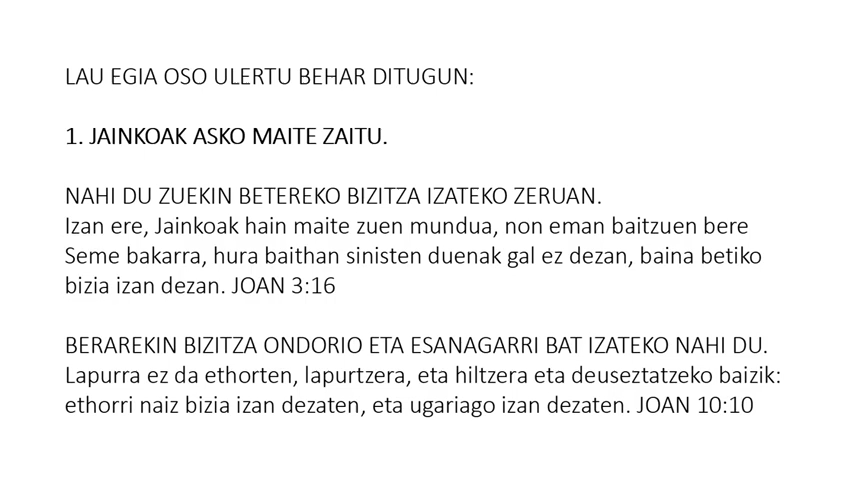 LAU EGIA OSO ULERTU BEHAR DITUGUN:
1. JAINKOAK ASKO MAITE ZAITU.
NAHI DU ZUEKIN BETEREKO BIZITZA IZATEKO ZERUAN.
Izan ere, Jainkoak hain maite zuen mundua, non eman baitzuen bere
Seme bakarra, hura baithan sinisten duenak gal ez dezan, baina betiko
bizia izan dezan. JOAN 3:16
BERAREKIN BIZITZA ONDORIO ETA ESANAGARRI BAT IZATEKO NAHI DU.
Lapurra ez da ethorten, lapurtzera, eta hiltzera eta deuseztatzeko baizik:
ethorri naiz bizia izan dezaten, eta ugariago izan dezaten. JOAN 10:10